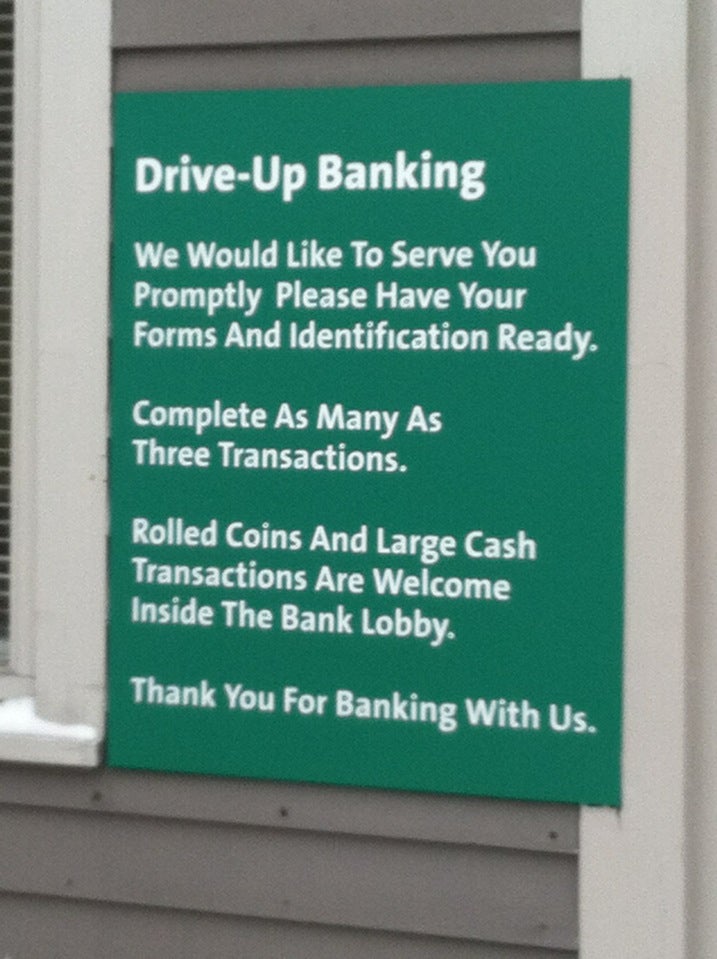 Drive-Up Banking
We Would Like To Serve You
Promptly Please Have Your
Forms And Identification Ready.
Complete As Many As
Three Transactions.
Rolled Coins And Large Cash
Transactions Are Welcome
Inside The Bank Lobby.
Thank You For Banking With Us.